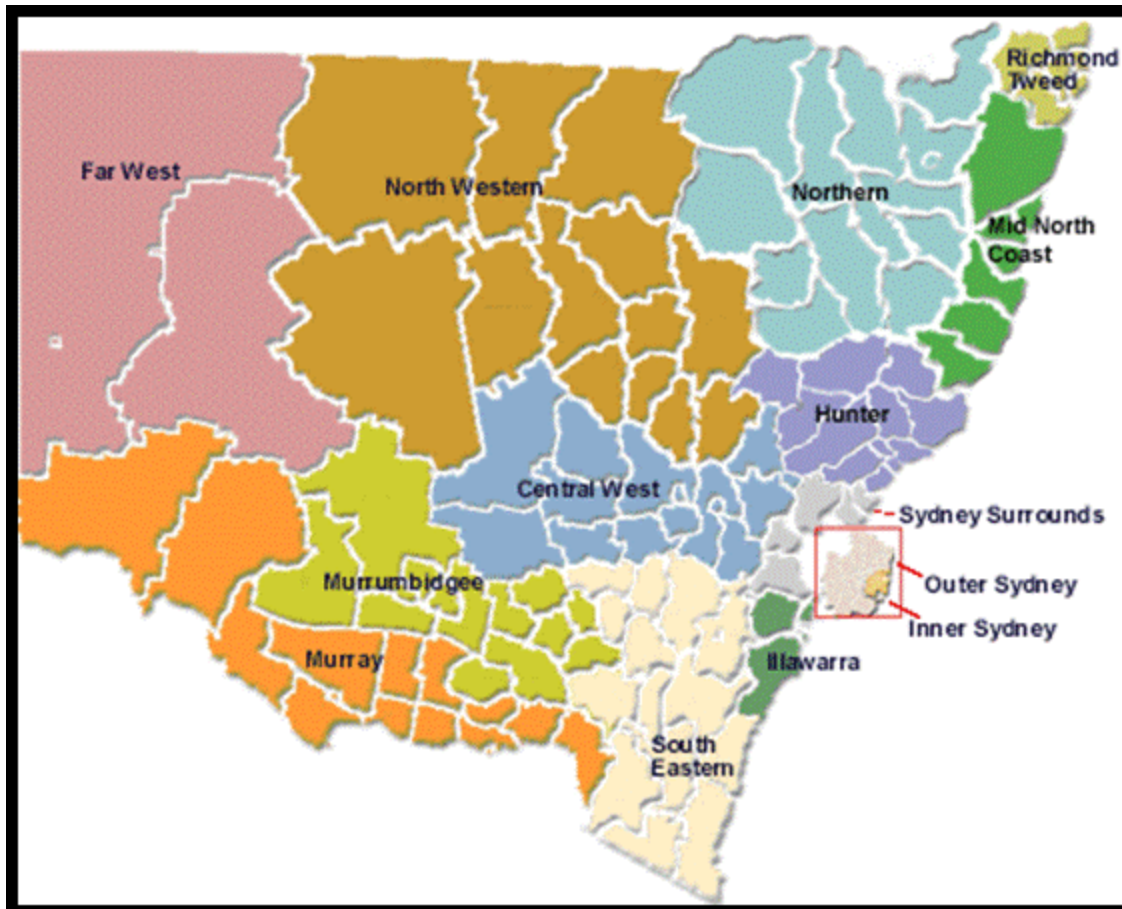 Richmond
Tweed
Far West
North Western
Northern
Mid North
Coast
Hunter
Central West
Sydney Surrounds
Murrumbidgee
Outer Sydney
Inner Sydney
Murray
Illawarra
South
Eastern